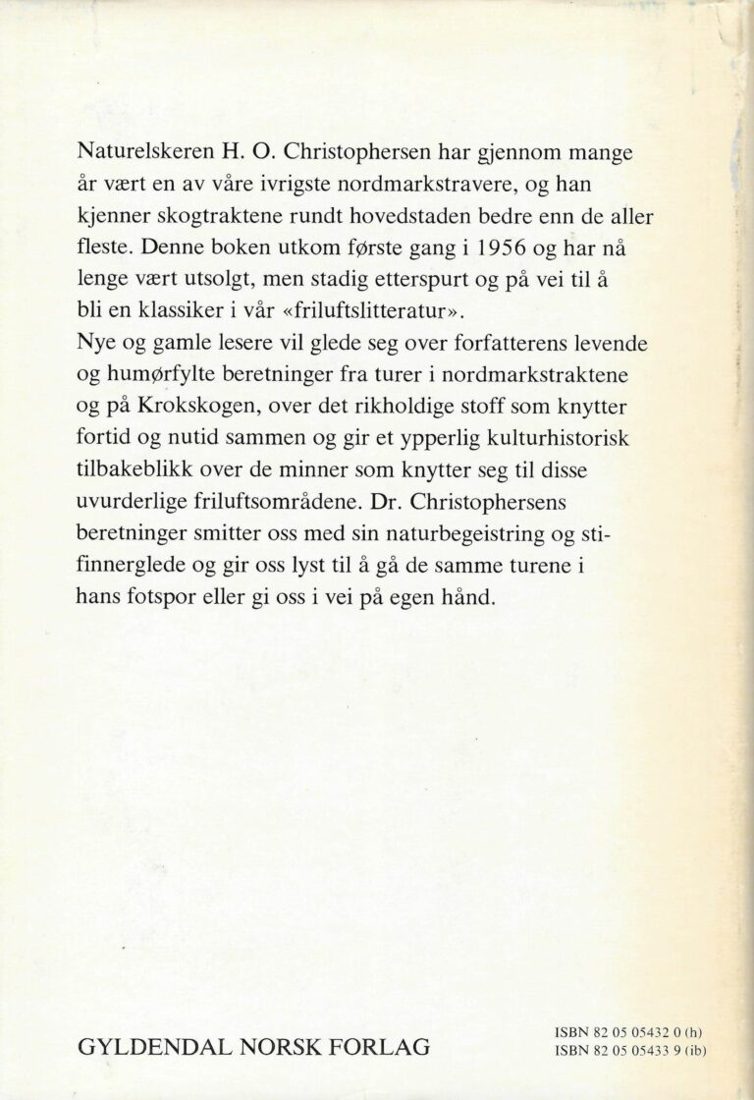 Naturelskeren H. O. Christophersen har gjennom mange
år vært en av våre ivrigste nordmarkstravere, og han
kjenner skogtraktene rundt hovedstaden bedre enn de aller
fleste. Denne boken utkom første gang i 1956 og har nå
lenge vært utsolgt, men stadig etterspurt og på vei til å
bli en klassiker i vår «friluftslitteratur».
Nye og gamle lesere vil glede seg over forfatterens levende
og humørfylte beretninger fra turer i nordmarkstraktene
og på Krokskogen, over det rikholdige stoff som knytter
fortid og nutid sammen og gir et ypperlig kulturhistorisk
tilbakeblikk over de minner som knytter seg til disse
uvurderlige friluftsområdene. Dr. Christophersens
beretninger smitter oss med sin naturbegeistring og sti-
finnerglede og gir oss lyst til å gå de samme turene i
hans fotspor eller gi oss i vei på egen hånd.
GYLDENDAL NORSK FORLAG
ISBN 82 05 05432 0 (h)
ISBN 82 05 05433 9 (ib)